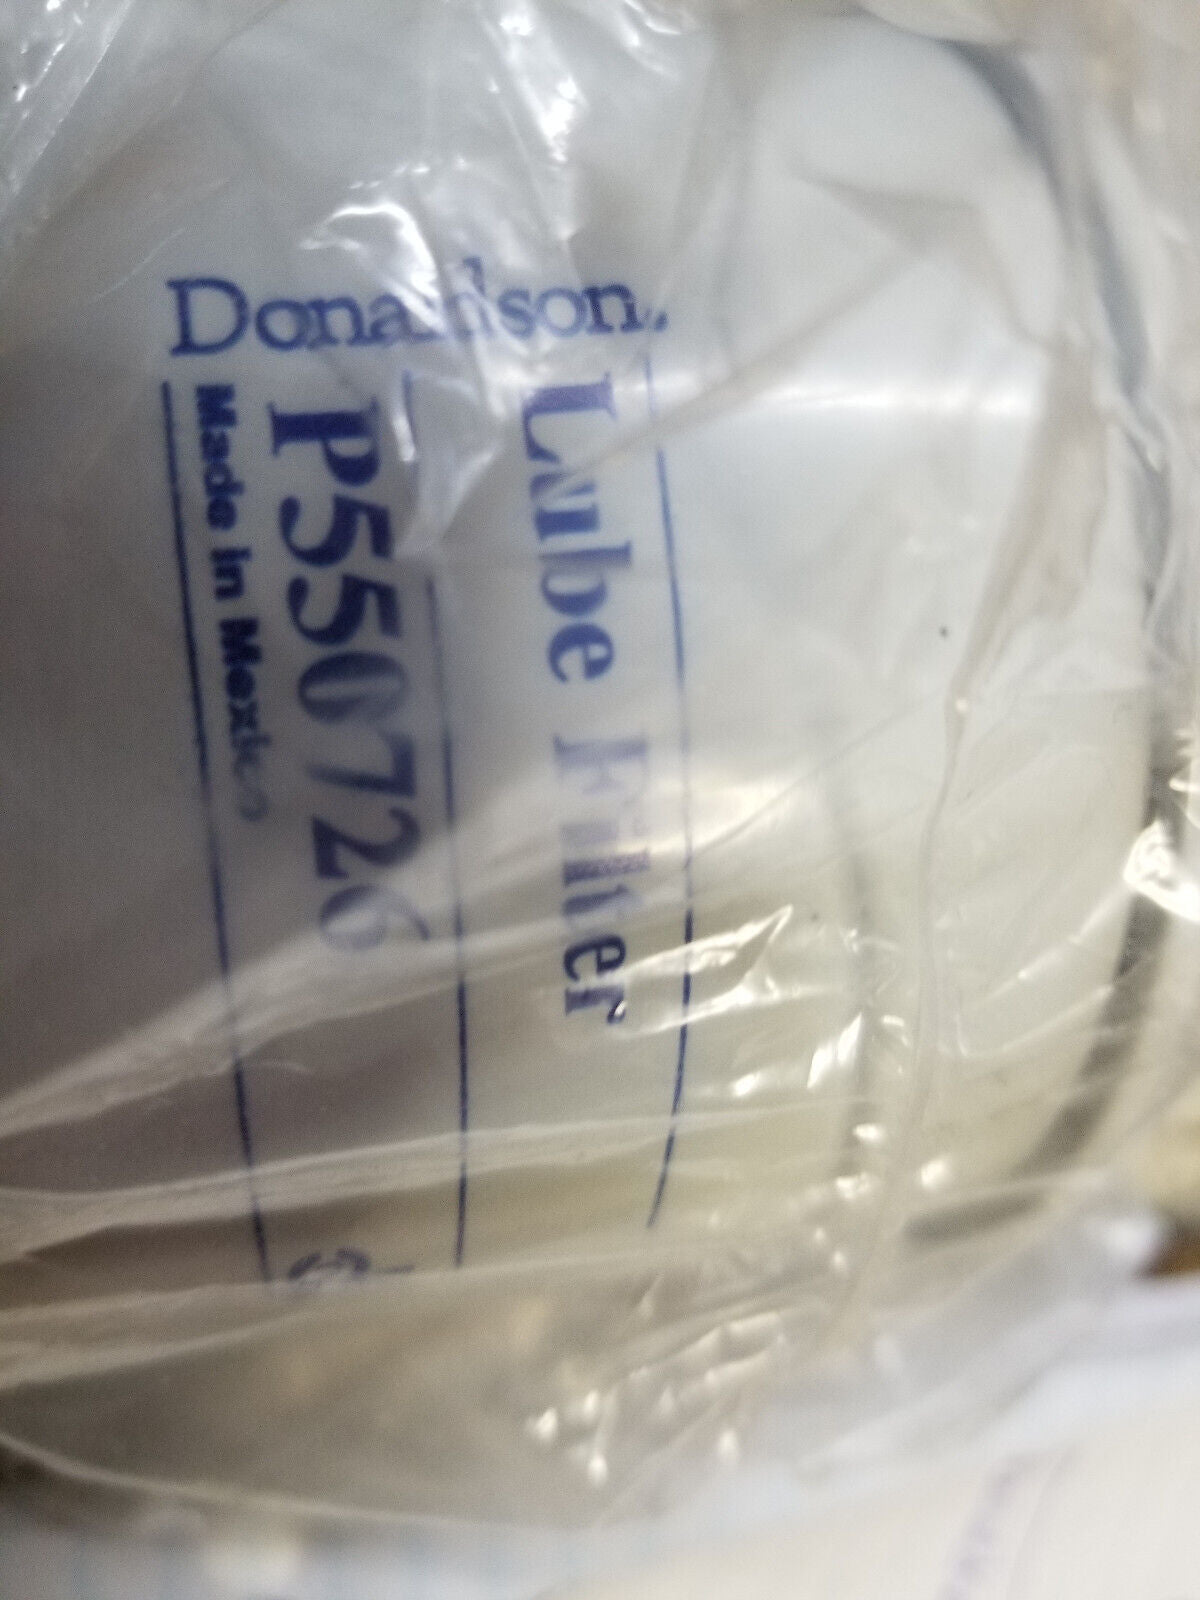 Donaldson.
Lube Filter
P550726
Made in Mexico